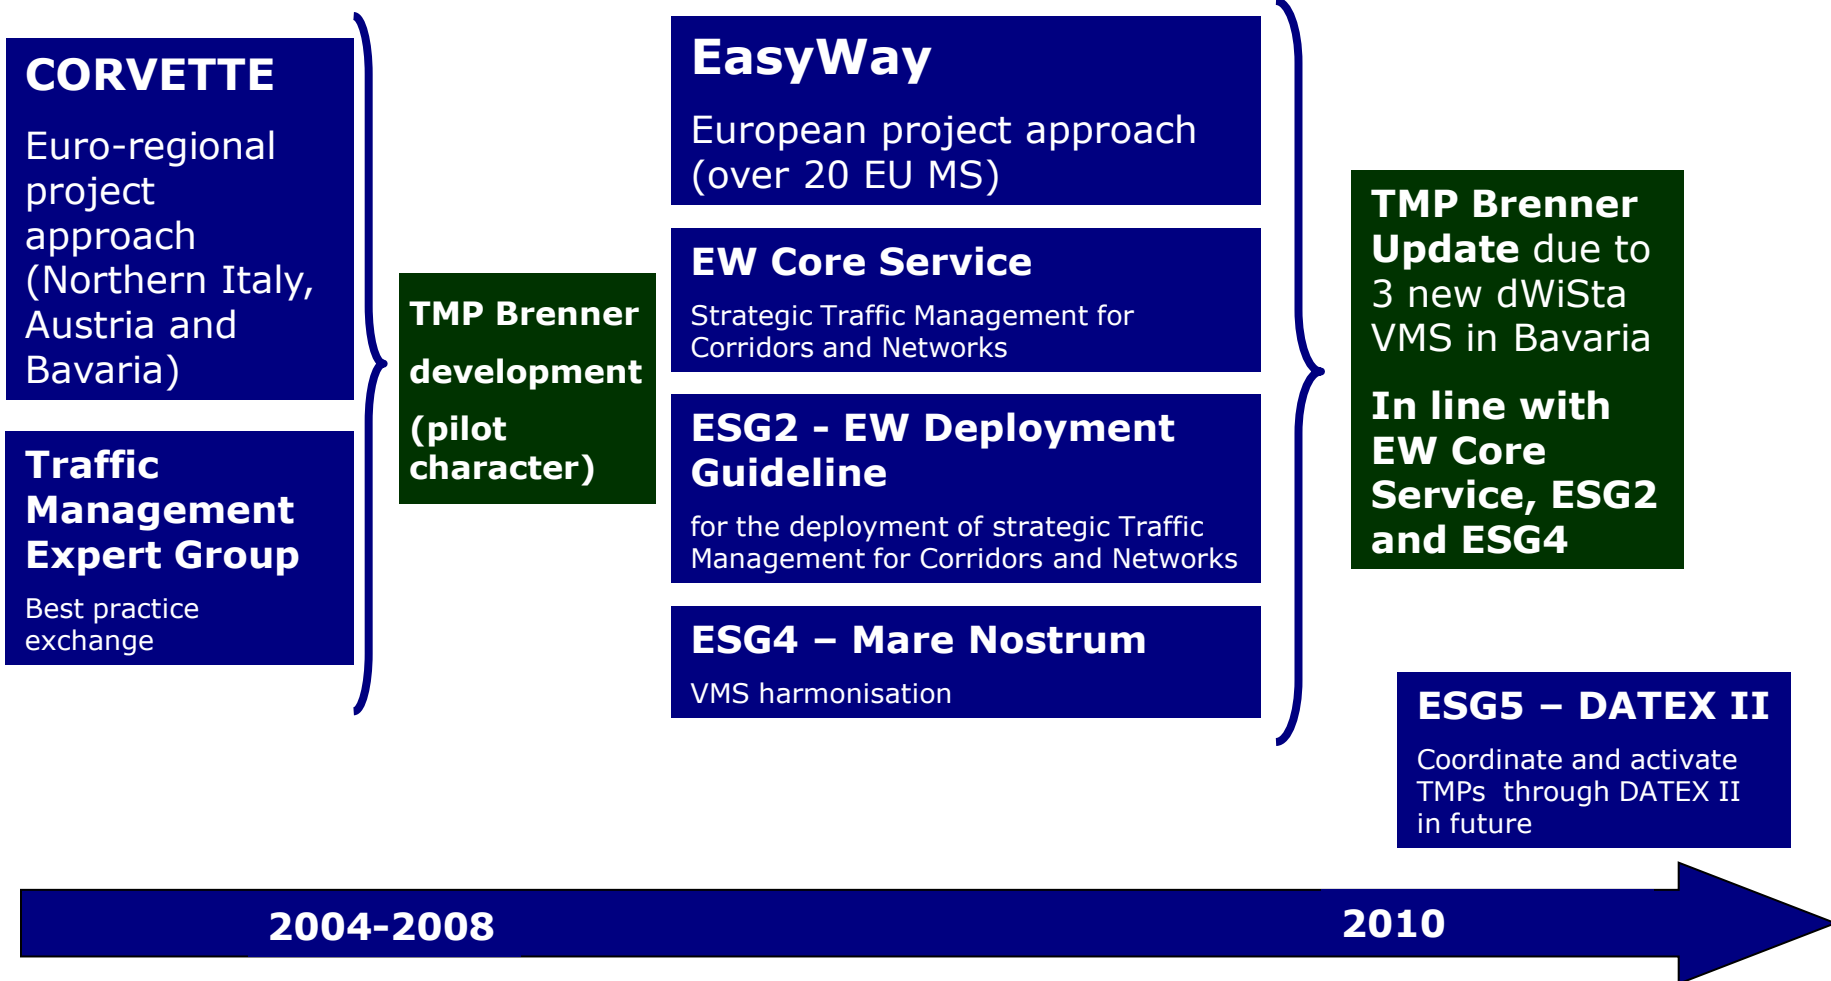 CORVETTE
Euro-regional
project
approach
(Northern Italy,
Austria and
Bavaria)
Traffic
Management
Expert Group
Best practice
exchange
TMP Brenner
development
(pilot
character)
EasyWay
European project approach
(over 20 EU MS)
EW Core Service
Strategic Traffic Management for
Corridors and Networks
ESG2 - EW Deployment
Guideline
for the deployment of strategic Traffic
Management for Corridors and Networks
ESG4 – Mare Nostrum
VMS harmonisation
TMP Brenner
Update due to
3 new dWiSta
VMS in Bavaria
In line with
EW Core
Service, ESG2
and ESG4
ESG5 – DATEX II
Coordinate and activate
TMPs through DATEX II
in future
2004-2008
2010